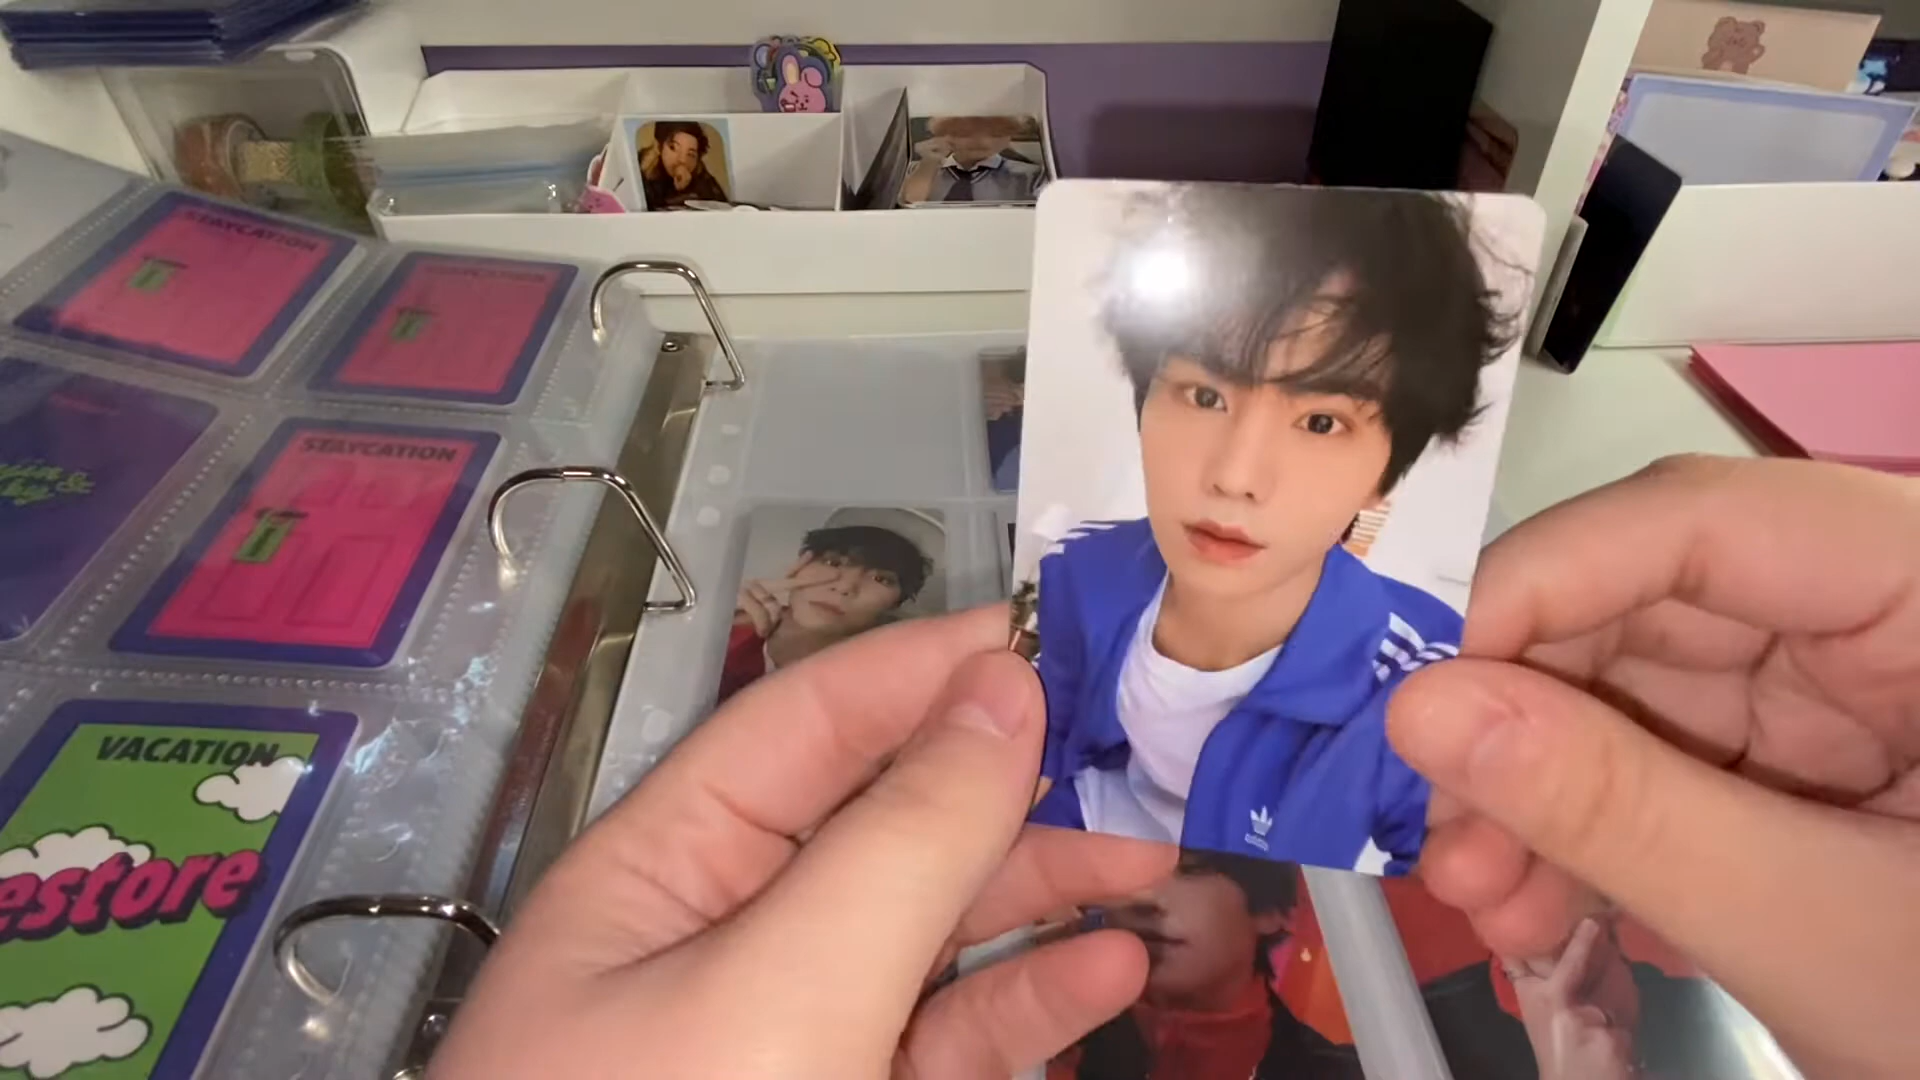 STAYCATION
STAYCATION
STAYCATION
VACATION
estore
adidas